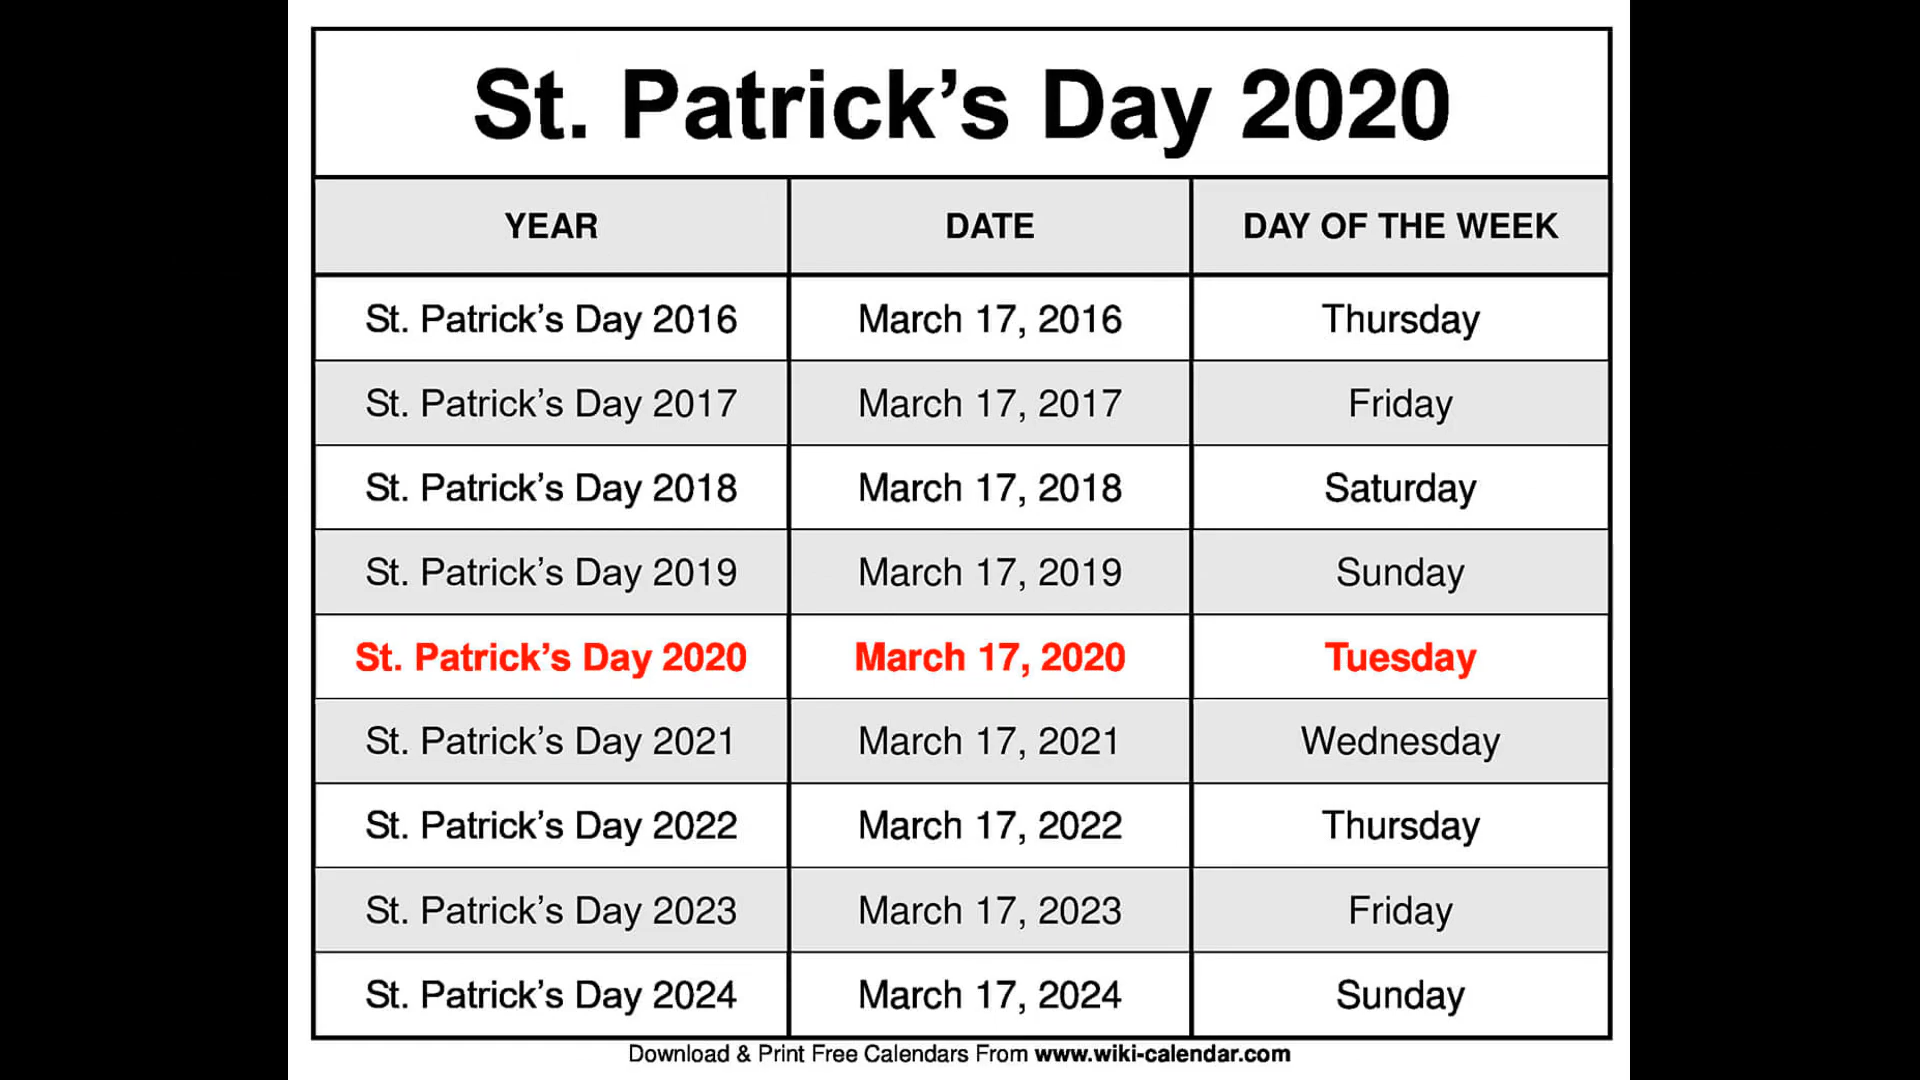 St. Patrick’s Day 2020
YEAR DATE DAY OF THE WEEK
St. Patrick’s Day 2016 March 17, 2016 Thursday
St. Patrick’s Day 2017 March 17, 2017 Friday
St. Patrick’s Day 2018 March 17, 2018 Saturday
St. Patrick’s Day 2019 March 17, 2019 Sunday
St. Patrick’s Day 2020 March 17, 2020 Tuesday
St. Patrick’s Day 2021 March 17, 2021 Wednesday
St. Patrick’s Day 2022 March 17, 2022 Thursday
St. Patrick’s Day 2023 March 17, 2023 Friday
St. Patrick’s Day 2024 March 17, 2024 Sunday
Download & Print Free Calendars From www.wiki-calendar.com